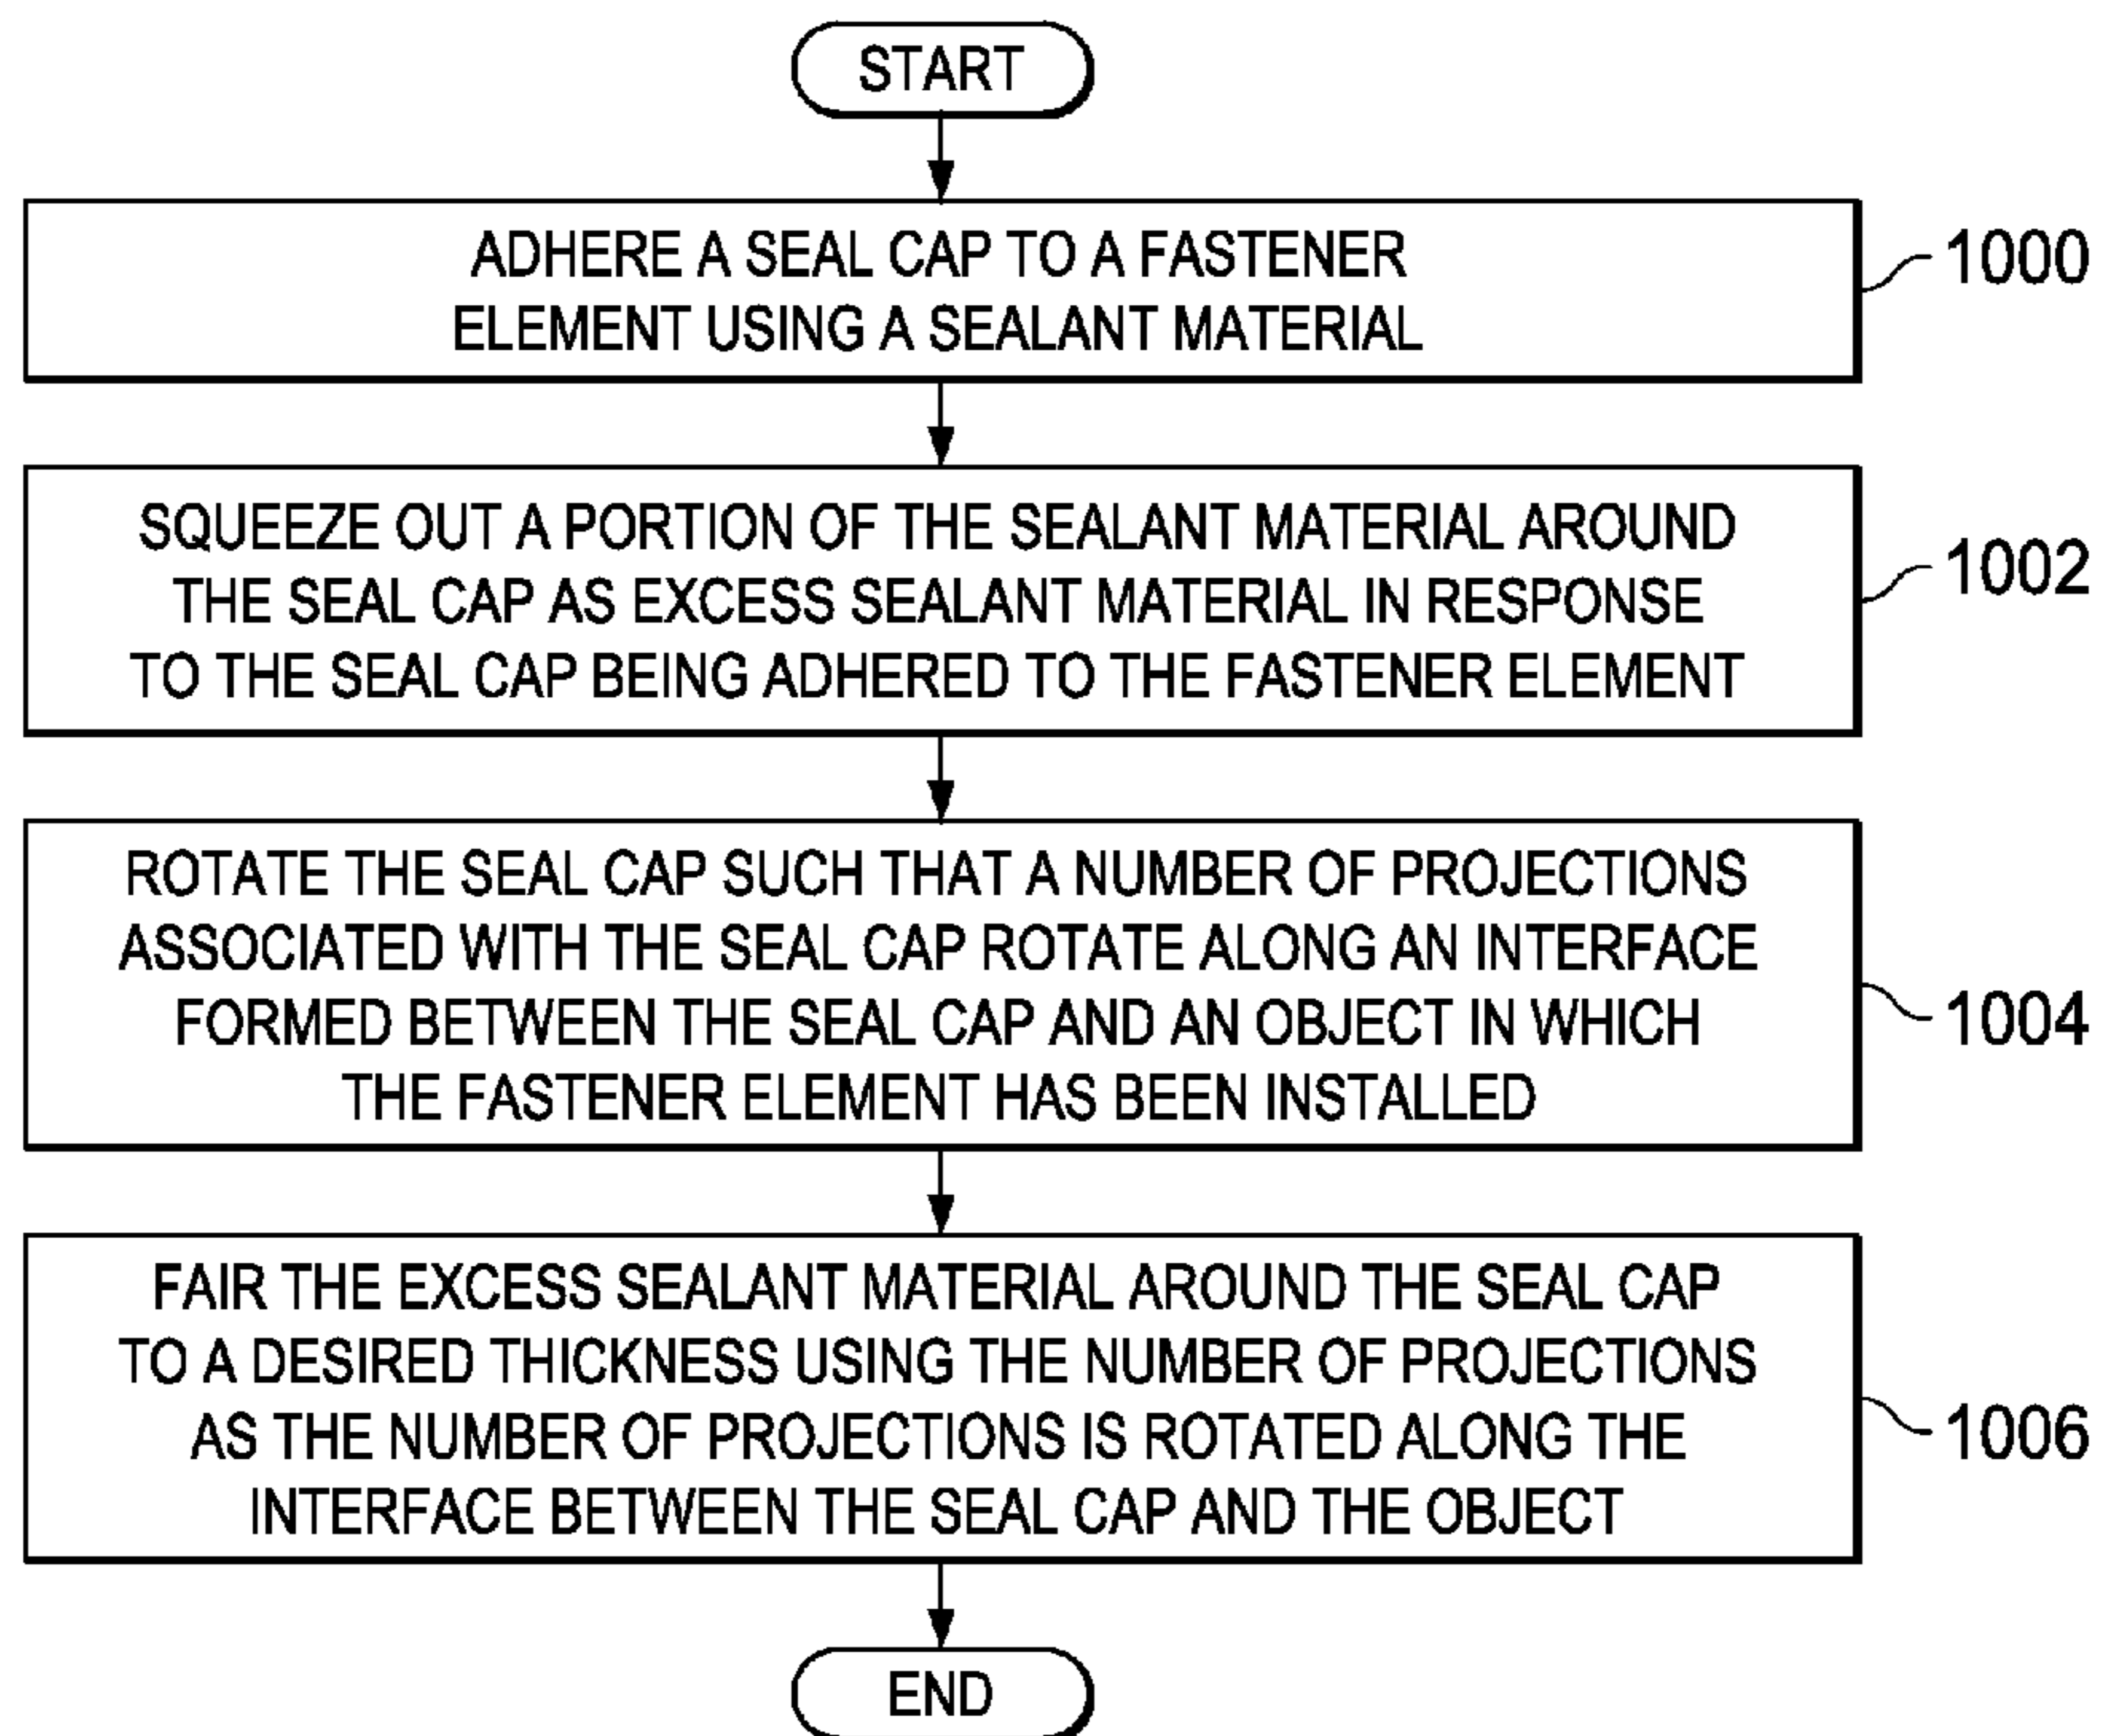 START
ADHERE A SEAL CAP TO A FASTENER
ELEMENT USING A SEALANT MATERIAL
1000
SQUEEZE OUT A PORTION OF THE SEALANT MATERIAL AROUND
THE SEAL CAP AS EXCESS SEALANT MATERIAL IN RESPONSE
TO THE SEAL CAP BEING ADHERED TO THE FASTENER ELEMENT
1002
ROTATE THE SEAL CAP SUCH THAT A NUMBER OF PROJECTIONS
ASSOCIATED WITH THE SEAL CAP ROTATE ALONG AN INTERFACE
FORMED BETWEEN THE SEAL CAP AND AN OBJECT IN WHICH
THE FASTENER ELEMENT HAS BEEN INSTALLED
1004
FAIR THE EXCESS SEALANT MATERIAL AROUND THE SEAL CAP
TO A DESIRED THICKNESS USING THE NUMBER OF PROJECTIONS
AS THE NUMBER OF PROJECTIONS IS ROTATED ALONG THE
INTERFACE BETWEEN THE SEAL CAP AND THE OBJECT
1006
END